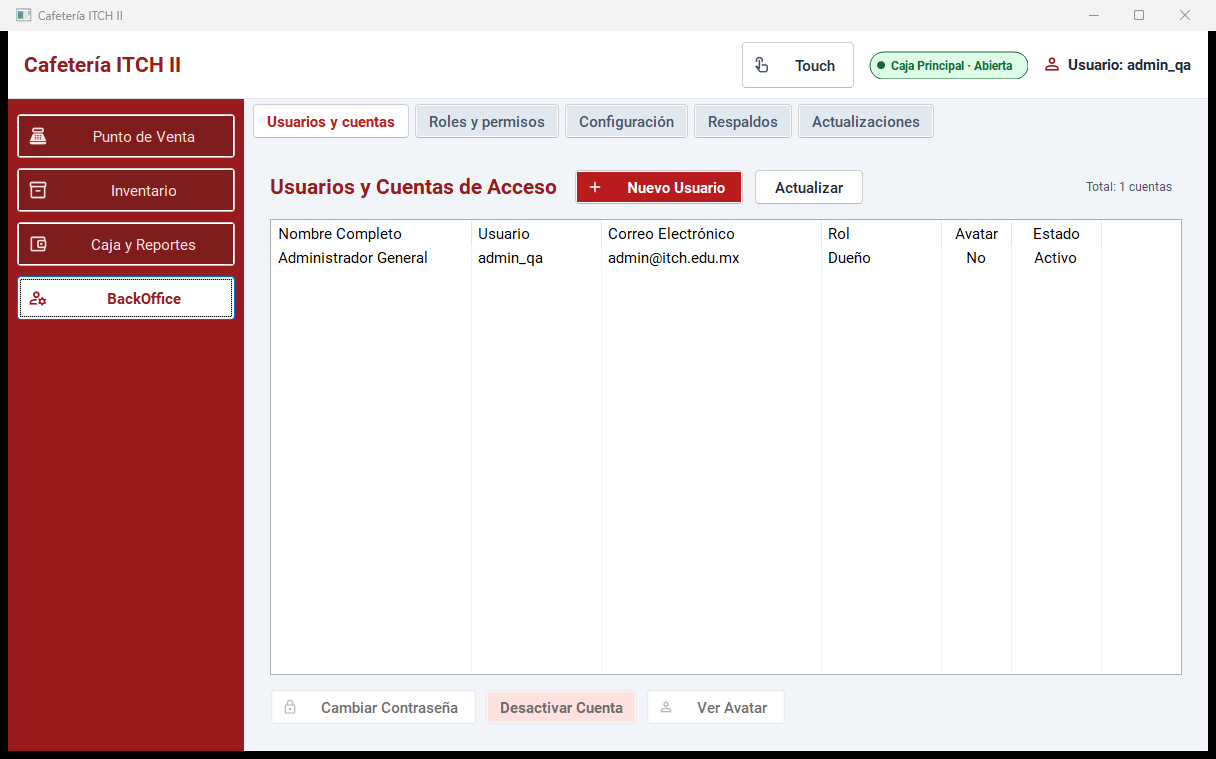 Cafetería ITCH II
Cafetería ITCH II
Touch
Caja Principal · Abierta
Usuario: admin_qa
Punto de Venta
Inventario
Caja y Reportes
BackOffice
Usuarios y cuentas
Roles y permisos
Configuración
Respaldos
Actualizaciones
Usuarios y Cuentas de Acceso
+ Nuevo Usuario
Actualizar
Total: 1 cuentas
Nombre Completo Usuario Correo Electrónico Rol Avatar Estado
Administrador General admin_qa admin@itch.edu.mx Dueño No Activo
Cambiar Contraseña
Desactivar Cuenta
Ver Avatar